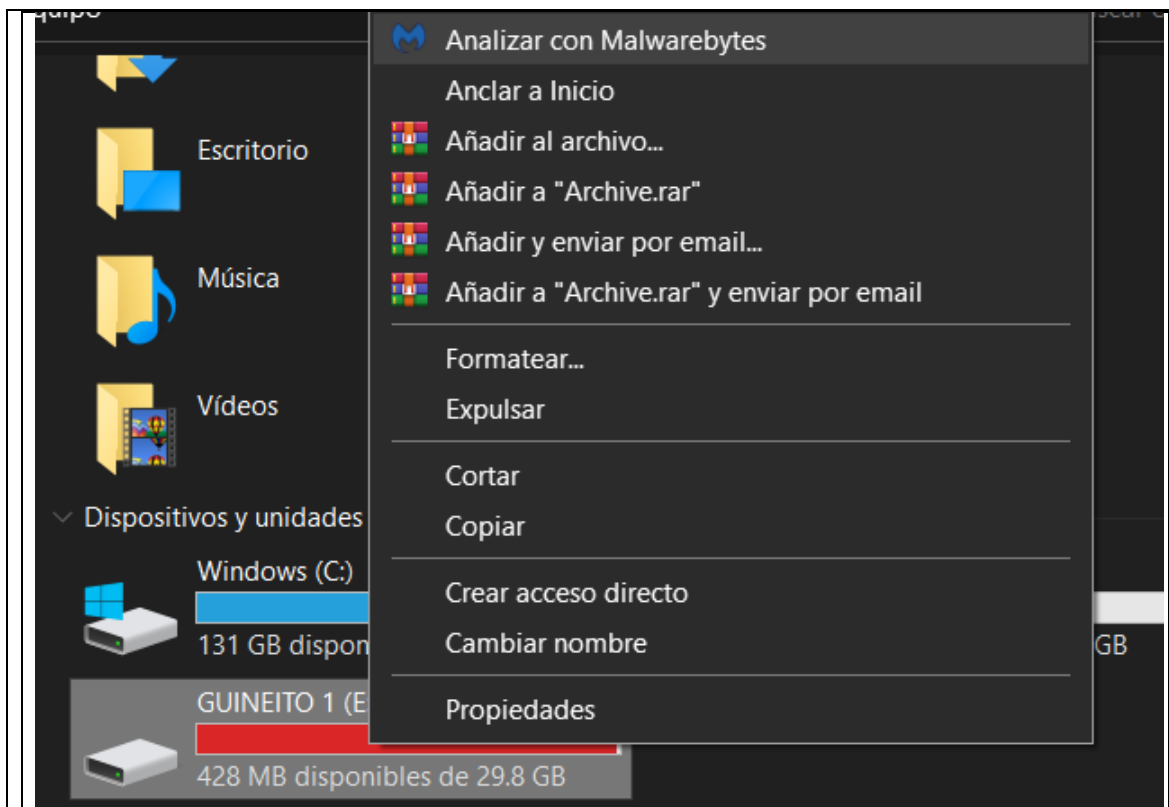 Analizar con Malwarebytes
Anclar a Inicio
Añadir al archivo...
Añadir a "Archive.rar"
Añadir y enviar por email...
Añadir a "Archive.rar" y enviar por email
Formatear...
Expulsar
Cortar
Copiar
Crear acceso directo
Cambiar nombre
Propiedades
Escritorio
Música
Vídeos
Dispositivos y unidades
Windows (C:)
131 GB dispon
GB
GUINEITO 1 (E
428 MB disponibles de 29.8 GB